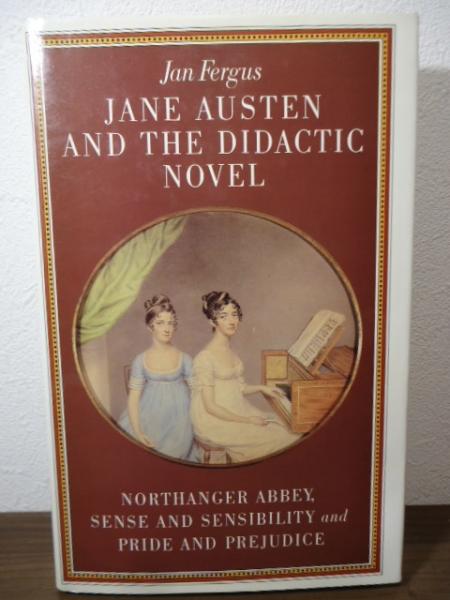 Jan Fergus
JANE AUSTEN
AND THE DIDACTIC
NOVEL
NORTHANGER ABBEY,
SENSE AND SENSIBILITY and
PRIDE AND PREJUDICE